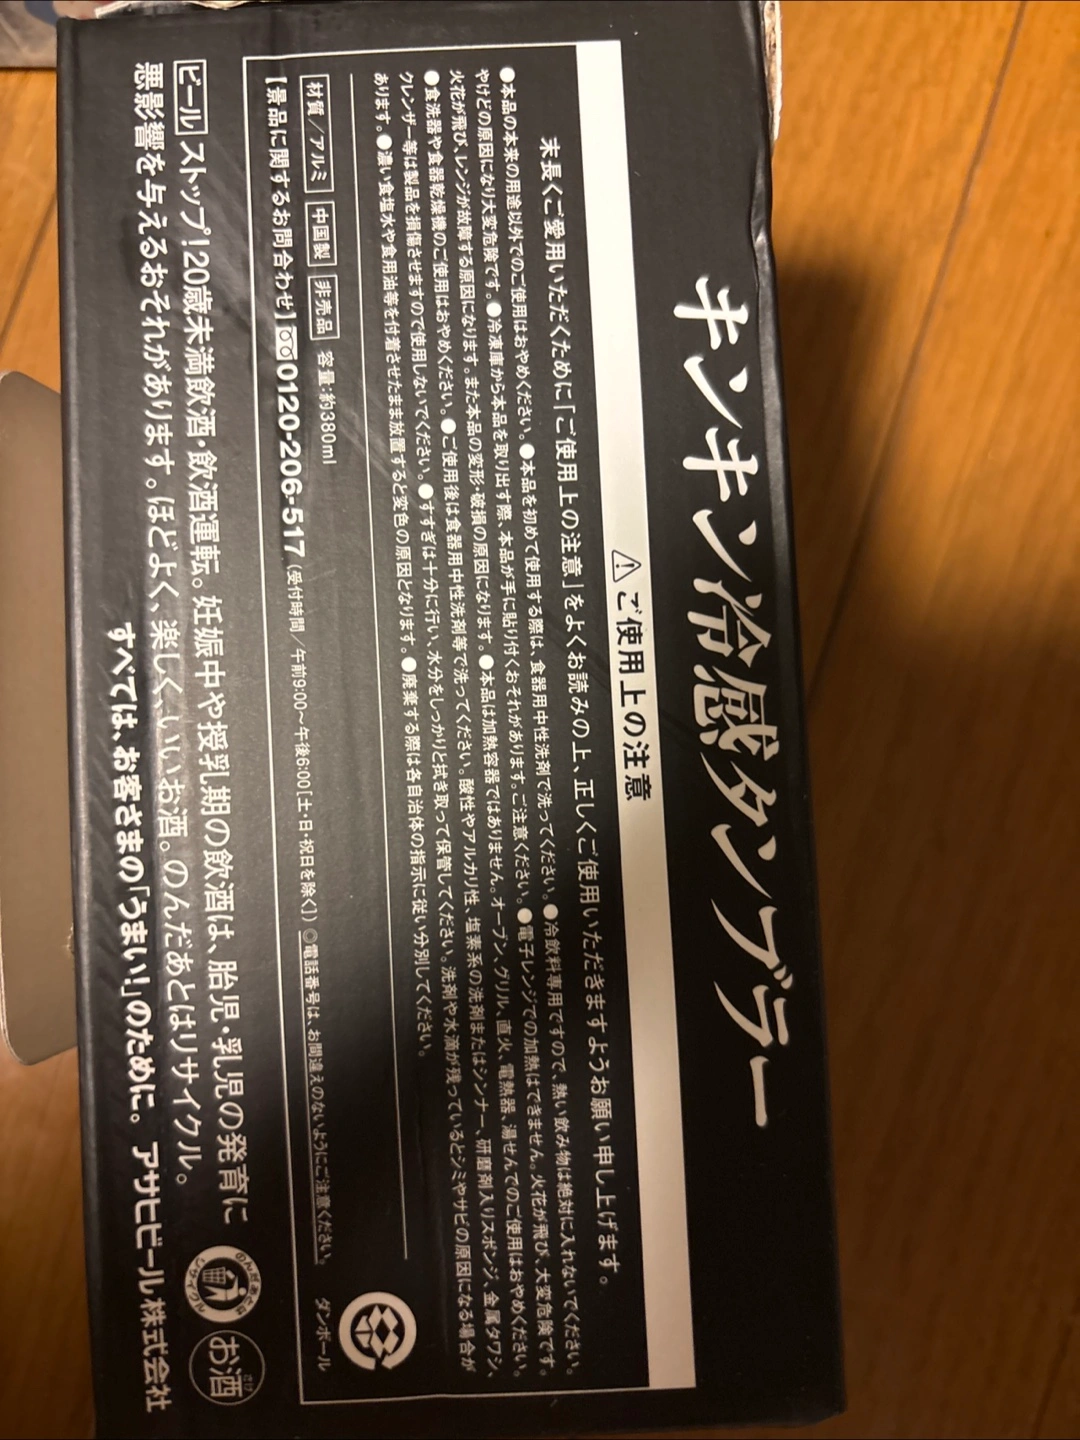 キンキン冷感タンブラー
⚠ご使用上の注意
末長くご愛用いただくために「ご使用上の注意」をよくお読みの上、正しくご使用いただきますようお願い申し上げます。
●本品の本来の用途以外でのご使用はおやめください。●本品を初めて使用する際は、食器用中性洗剤で洗ってください。●冷飲料専用ですので、熱い飲み物は絶対に入れないでください。
やけどの原因になり大変危険です。●冷凍庫から本品を取り出す際、本品が手に貼り付くおそれがあります。ご注意ください。●電子レンジでの加熱はできません。火花が飛び、大変危険です。
火花が飛び、レンジが故障する原因になります。また本品の変形・破損の原因になります。●本品は加熱容器ではありません。オーブン、グリル、直火、電熱器、湯せんでのご使用はおやめください。
●食洗器や食器乾燥機のご使用はおやめください。●ご使用後は食器用中性洗剤等で洗ってください。酸性やアルカリ性、塩素系の洗剤またはシンナー、研磨剤入りスポンジ、金属タワシ、
クレンザー等は製品を損傷させますので使用しないでください。●すすぎは十分に行い、水分をしっかりと拭き取って保管してください。洗剤や水滴が残っているとシミやサビの原因になる場合が
あります。●濃い食塩水や食用油等を付着させたまま放置すると変色の原因となります。●廃棄する際は各自治体の指示に従い分別してください。
材質/アルミ 中国製 非売品 容量:約380ml
【景品に関するお問合わせ】0120-206-517(受付時間/午前9:00〜午後6:00[土・日・祝日を除く])◎電話番号は、お間違えのないようにご注意ください。
ダンボール
ビール ストップ!20歳未満飲酒・飲酒運転。妊娠中や授乳期の飲酒は、胎児・乳児の発育に
悪影響を与えるおそれがあります。ほどよく、楽しく、いいお酒。のんだあとはリサイクル。
すべては、お客さまの「うまい!」のために。 アサヒビール株式会社
のんだあとはリサイクル
お酒
さけ